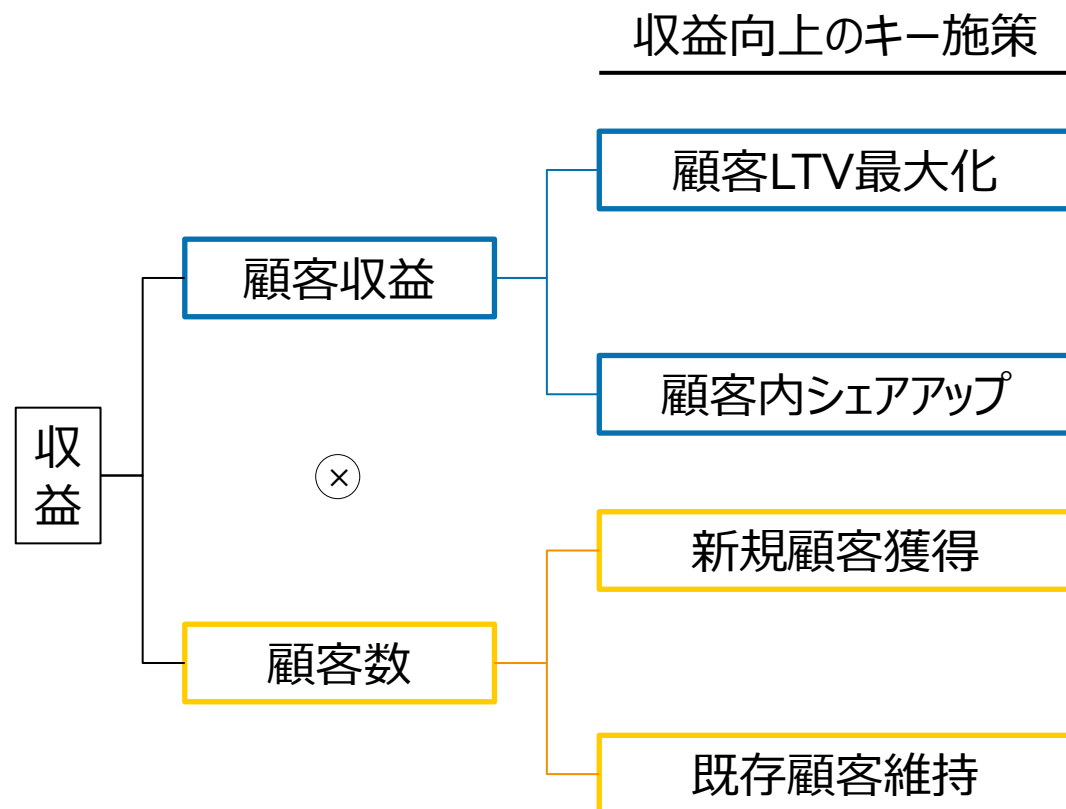 収益向上のキー施策
顧客LTV最大化
顧客収益
顧客内シェアアップ
収
益
×
新規顧客獲得
顧客数
既存顧客維持